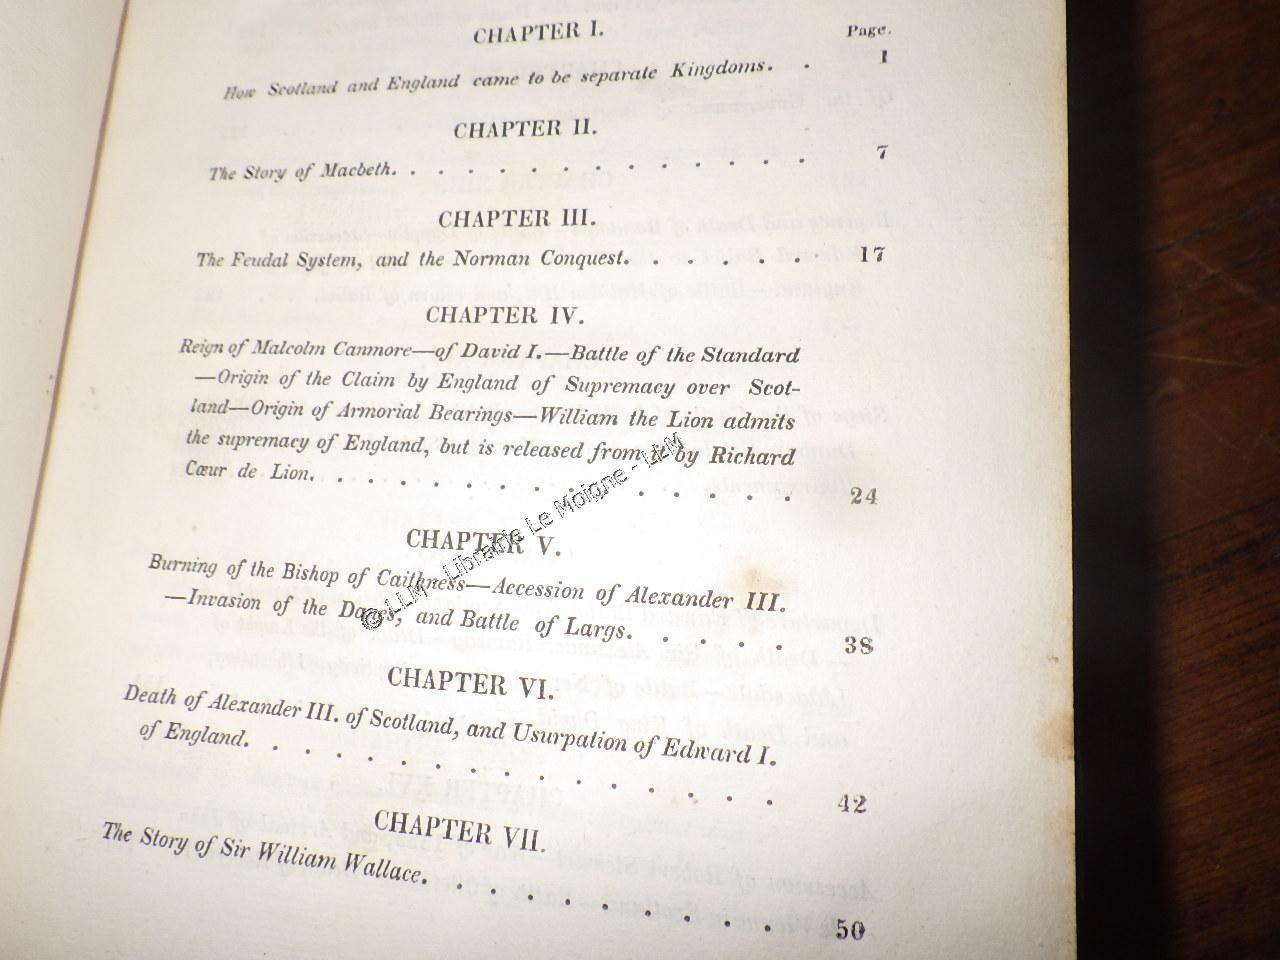 CHAPTER I.
Page.
How Scotland and England came to be separate Kingdoms. . 1
CHAPTER II.
The Story of Macbeth. . . . . . . . . . . . . 7
CHAPTER III.
The Feudal System, and the Norman Conquest. . . . . . . 17
CHAPTER IV.
Reign of Malcolm Canmore—of David I.—Battle of the Standard
—Origin of the Claim by England of Supremacy over Scot-
land—Origin of Armorial Bearings—William the Lion admits
the supremacy of England, but is released from it by Richard
Cœur de Lion. . . . . . . . . . . . . . . 24
CHAPTER V.
Burning of the Bishop of Caithness—Accession of Alexander III.
—Invasion of the Danes, and Battle of Largs. . . . . . 38
CHAPTER VI.
Death of Alexander III. of Scotland, and Usurpation of Edward I.
of England. . . . . . . . . . . . . . . . . 42
CHAPTER VII.
The Story of Sir William Wallace. . . . . . . . . . . 50
© LLM - Librairie Le Moigne - LLM